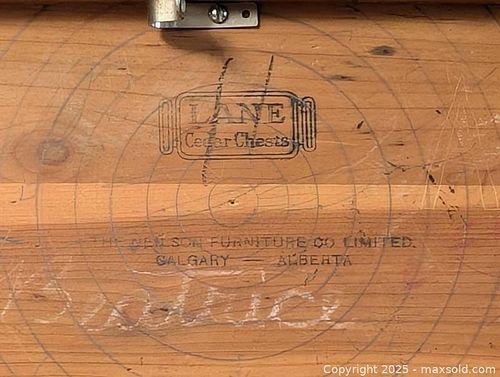 LANE
Cedar Chests
THE NEILSON FURNITURE CO LIMITED.
CALGARY — ALBERTA
Copyright © 2025 - maxsold.com